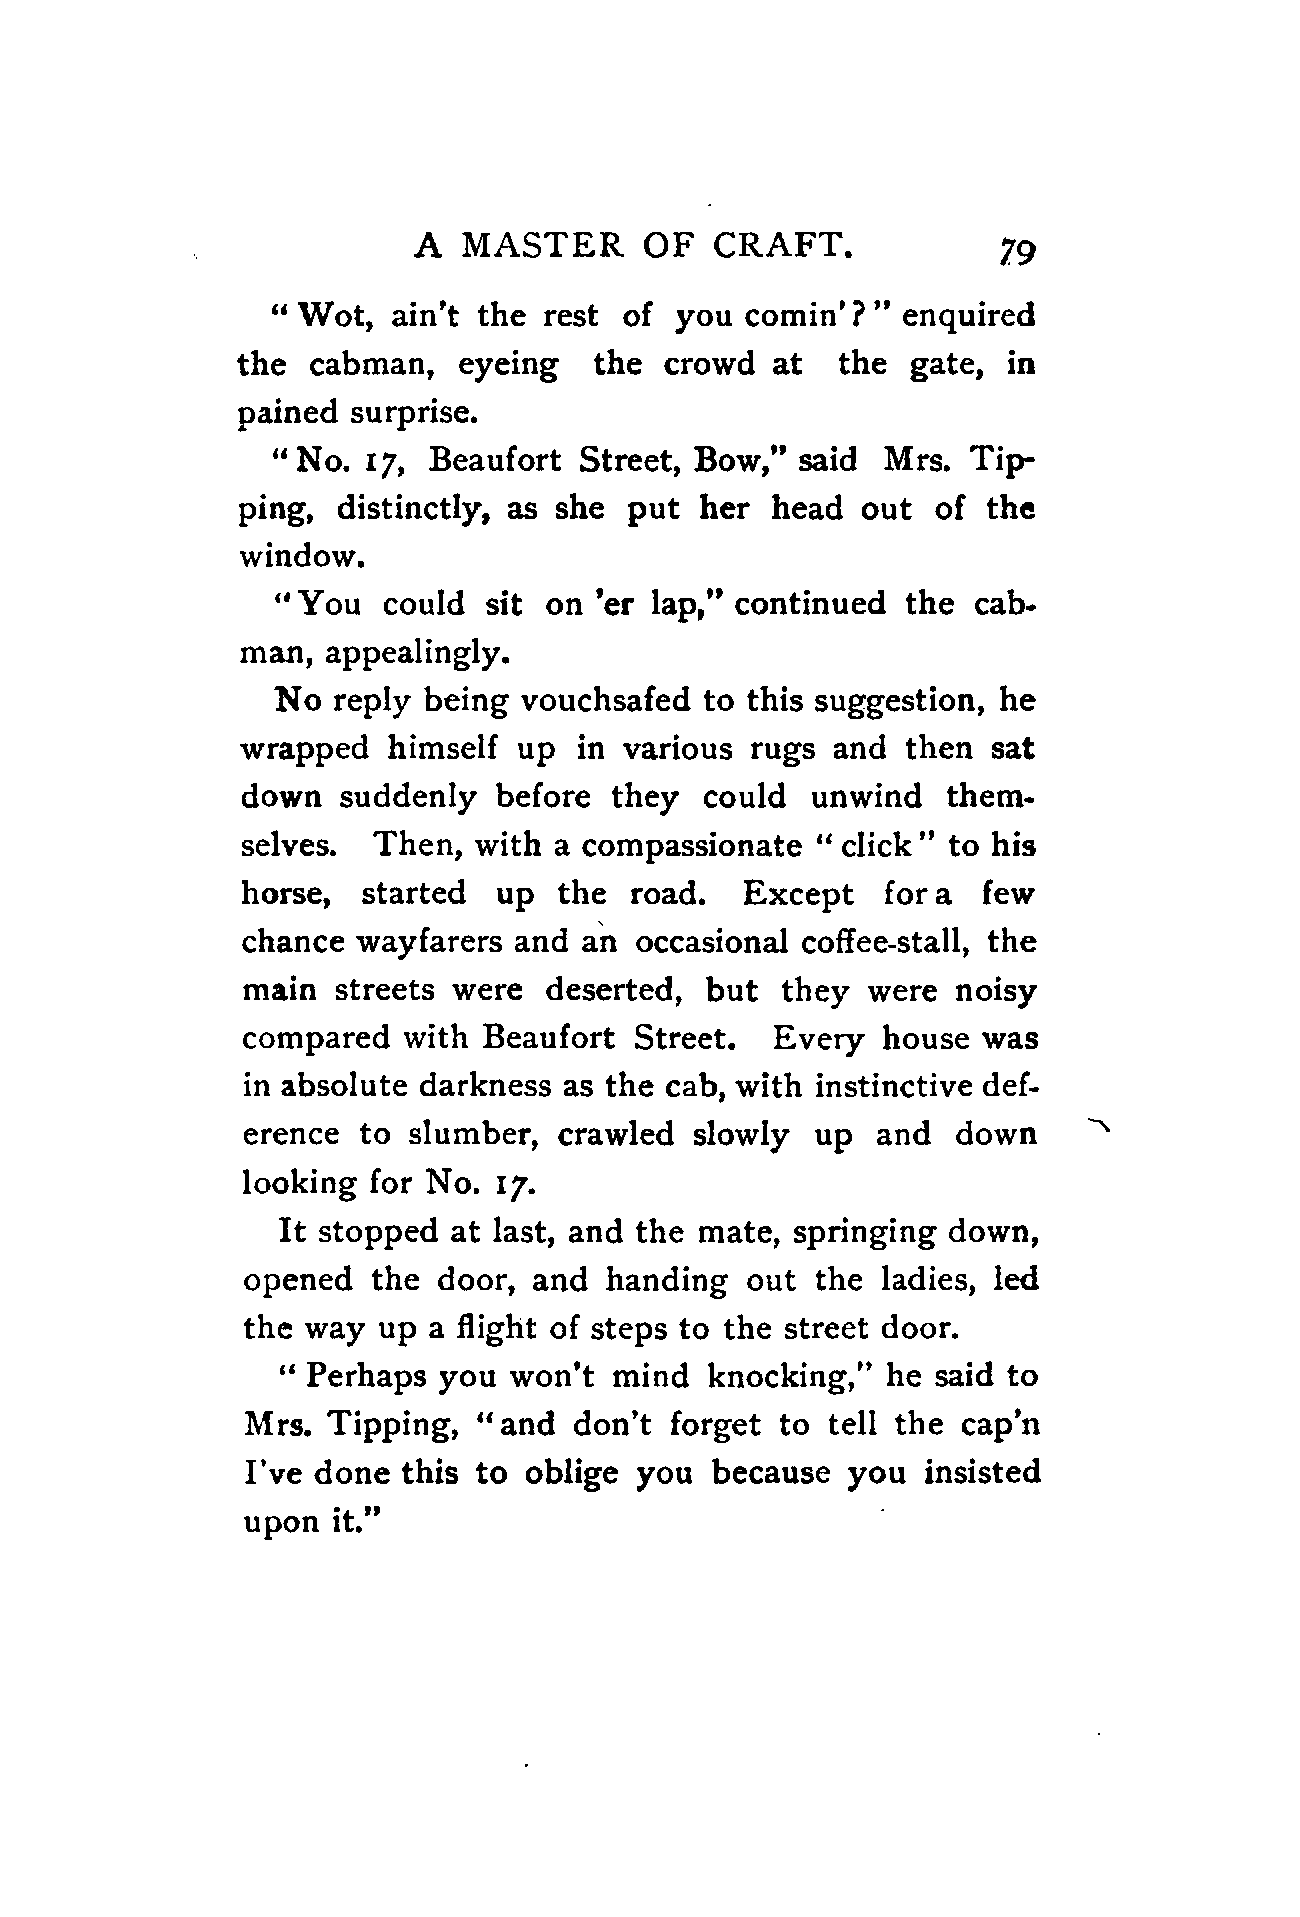 A MASTER OF CRAFT. 79
" Wot, ain't the rest of you comin'? " enquired
the cabman, eyeing the crowd at the gate, in
pained surprise.
" No. 17, Beaufort Street, Bow," said Mrs. Tip-
ping, distinctly, as she put her head out of the
window.
"You could sit on 'er lap," continued the cab-
man, appealingly.
No reply being vouchsafed to this suggestion, he
wrapped himself up in various rugs and then sat
down suddenly before they could unwind them-
selves. Then, with a compassionate " click " to his
horse, started up the road. Except for a few
chance wayfarers and an occasional coffee-stall, the
main streets were deserted, but they were noisy
compared with Beaufort Street. Every house was
in absolute darkness as the cab, with instinctive def-
erence to slumber, crawled slowly up and down
looking for No. 17.
It stopped at last, and the mate, springing down,
opened the door, and handing out the ladies, led
the way up a flight of steps to the street door.
" Perhaps you won't mind knocking," he said to
Mrs. Tipping, "and don't forget to tell the cap'n
I've done this to oblige you because you insisted
upon it."